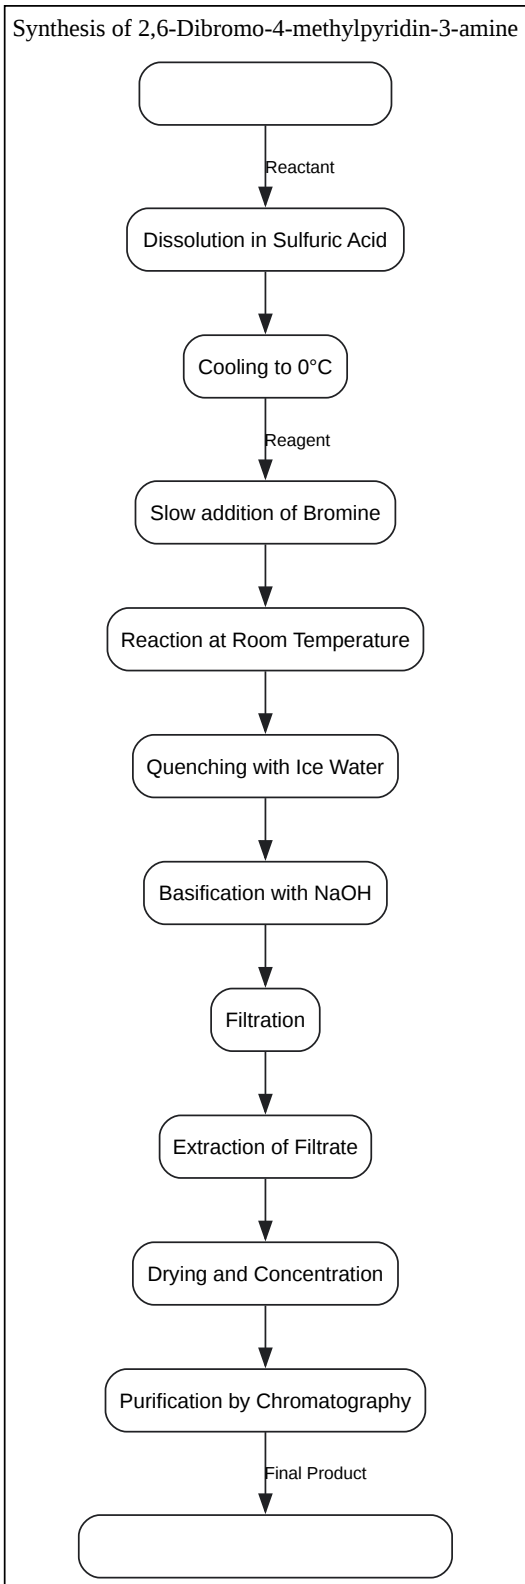 Synthesis of 2,6-Dibromo-4-methylpyridin-3-amine
Reactant
Dissolution in Sulfuric Acid
Cooling to 0°C
Reagent
Slow addition of Bromine
Reaction at Room Temperature
Quenching with Ice Water
Basification with NaOH
Filtration
Extraction of Filtrate
Drying and Concentration
Purification by Chromatography
Final Product